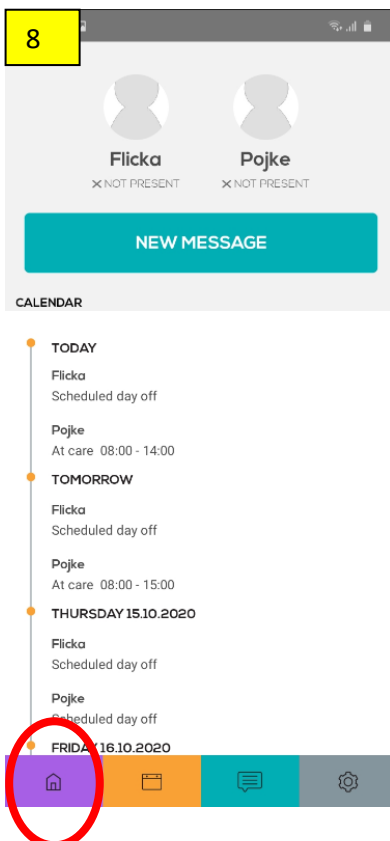 8
Flicka Pojke
✕ NOT PRESENT ✕ NOT PRESENT
NEW MESSAGE
CALENDAR
TODAY
Flicka
Scheduled day off
Pojke
At care 08:00 - 14:00
TOMORROW
Flicka
Scheduled day off
Pojke
At care 08:00 - 15:00
THURSDAY 15.10.2020
Flicka
Scheduled day off
Pojke
Scheduled day off
FRIDAY 16.10.2020